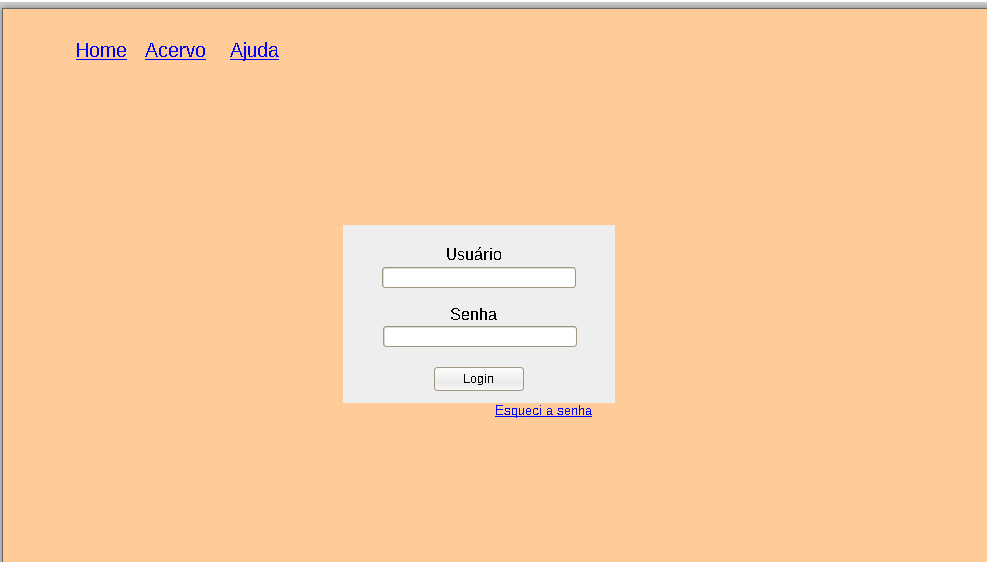 Home Acervo Ajuda
Usuário
Senha
Login
Esqueci a senha